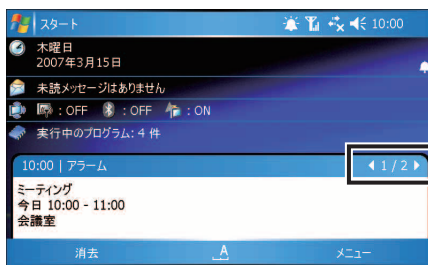 スタート 10:00
木曜日
2007年3月15日
未読メッセージはありません
: OFF : OFF : ON
実行中のプログラム: 4 件
10:00 | アラーム 1 / 2
ミーティング
今日 10:00 - 11:00
会議室
消去 A メニュー